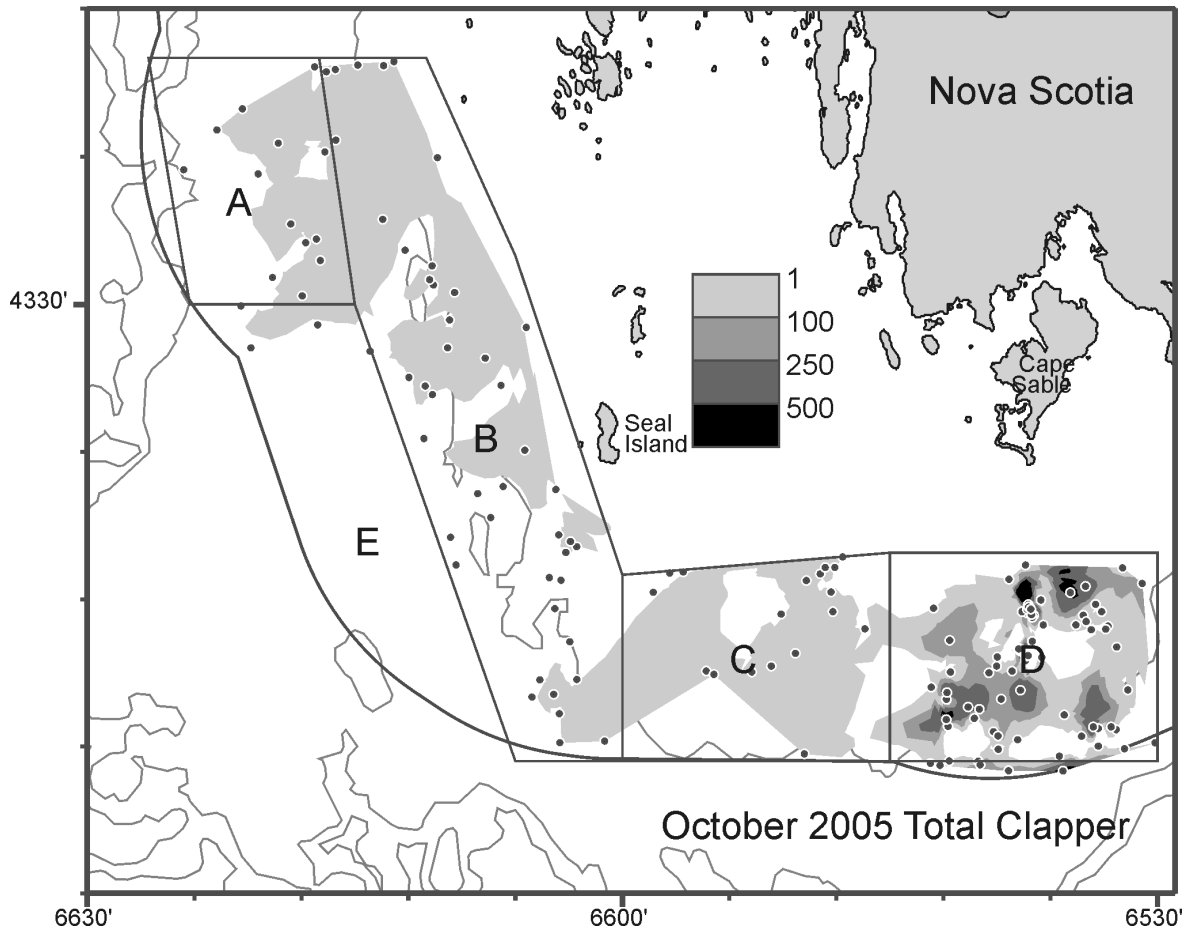 Nova Scotia
A
4330'
1
100
250
500
Cape
Sable
Seal
Island
B
E
C
D
October 2005 Total Clapper
6630'
6600'
6530'